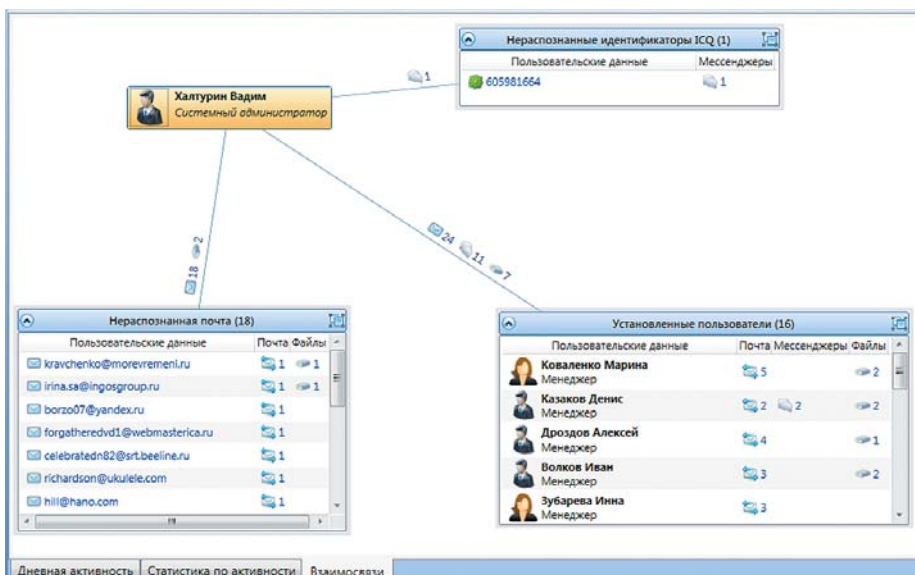 Нераспознанные идентификаторы ICQ (1)
Пользовательские данные Мессенджеры
605981664 1
1
Халтурин Вадим
Системный администратор
18 2
24 11 7
Нераспознанная почта (18)
Пользовательские данные Почта Файлы
kravchenko@morevremeni.ru 1 1
irina.sa@ingosgroup.ru 1 1
borzo07@yandex.ru 1
forgatheredvd1@webmasterica.ru 1
celebratedn82@srt.beeline.ru 1
richardson@ukulele.com 1
hill@hano.com 1
Установленные пользователи (16)
Пользовательские данные Почта Мессенджеры Файлы
Коваленко Марина
Менеджер 5 2
Казаков Денис
Менеджер 2 2 2
Дроздов Алексей
Менеджер 4 1
Волков Иван
Менеджер 3 2
Зубарева Инна
Менеджер 3
Дневная активность Статистика по активности Взаимосвязи